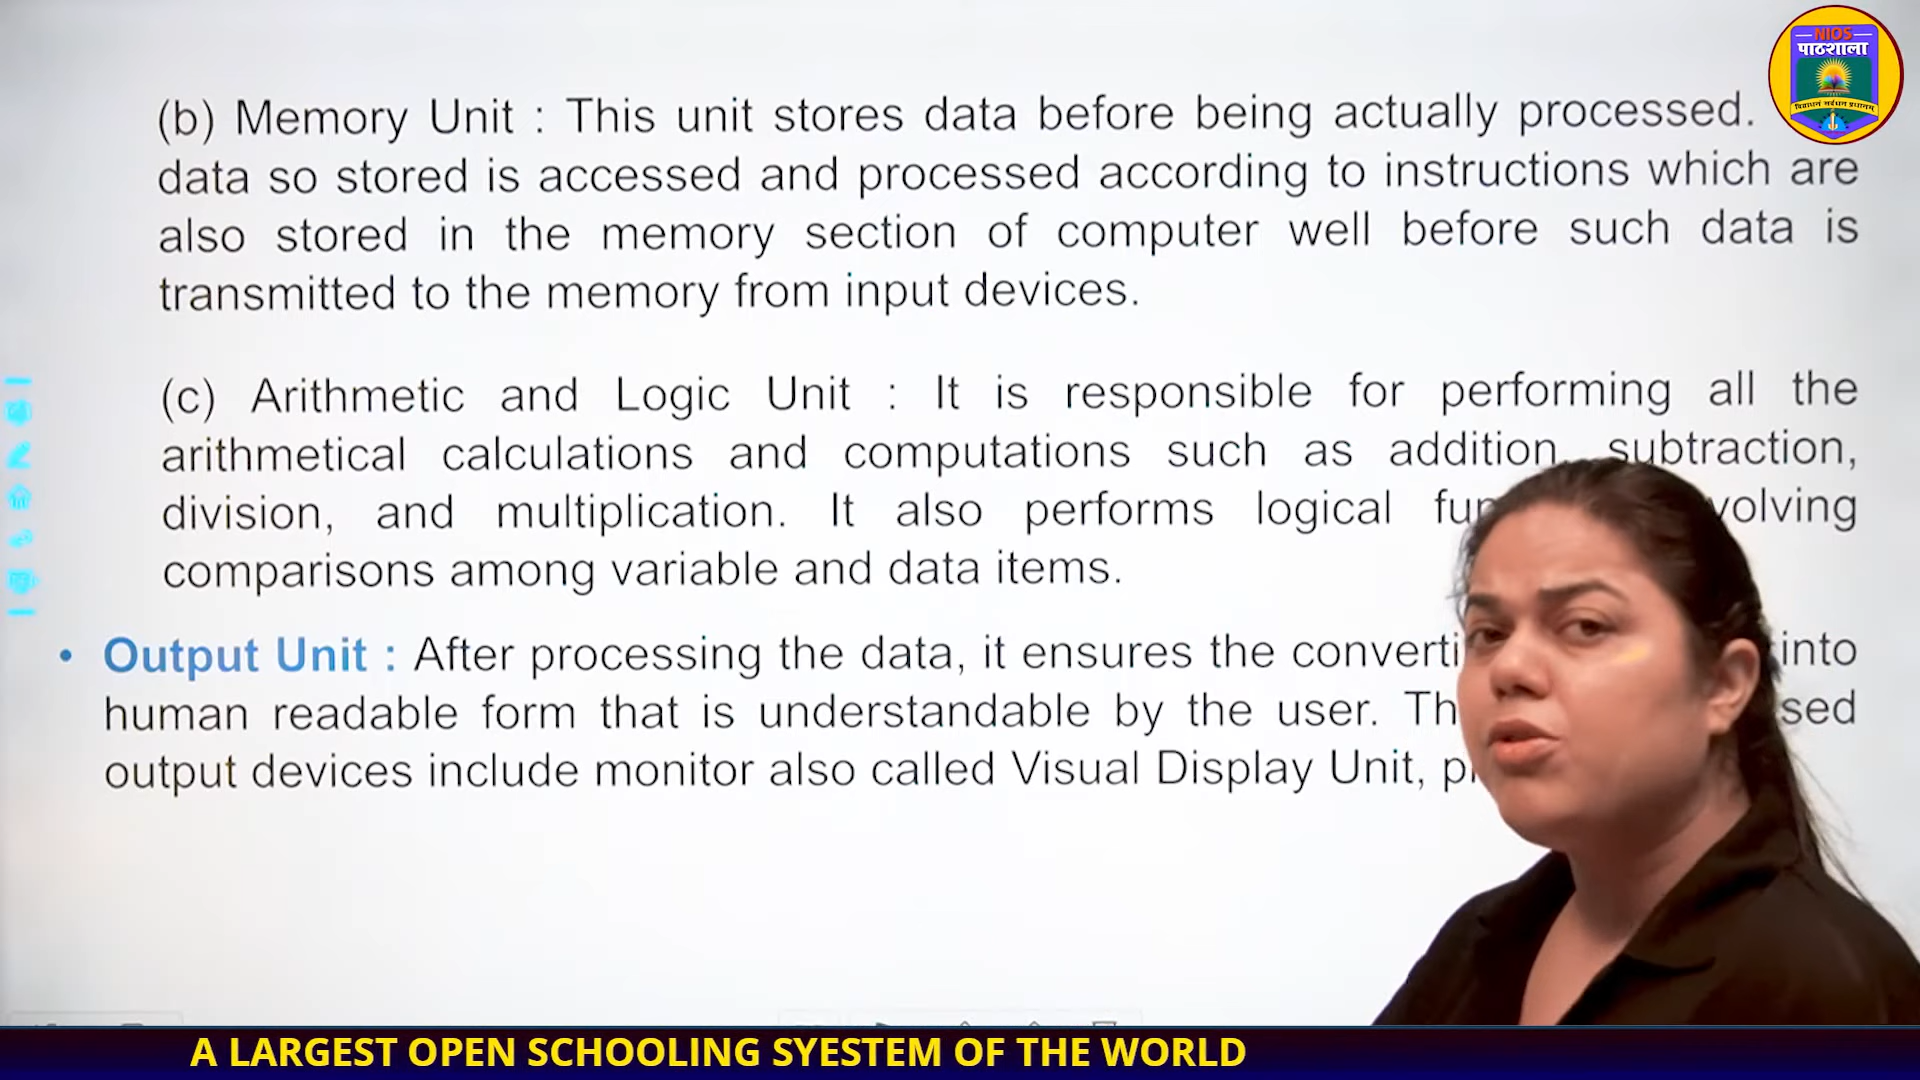 NIOS
पाठशाला
(b) Memory Unit : This unit stores data before being actually processed.
data so stored is accessed and processed according to instructions which are
also stored in the memory section of computer well before such data is
transmitted to the memory from input devices.
(c) Arithmetic and Logic Unit : It is responsible for performing all the
arithmetical calculations and computations such as addition, subtraction,
division, and multiplication. It also performs logical
comparisons among variable and data items.
• Output Unit : After processing the data, it ensures the into
human readable form that is understandable by the user.
output devices include monitor also called Visual Display Unit,
A LARGEST OPEN SCHOOLING SYESTEM OF THE WORLD